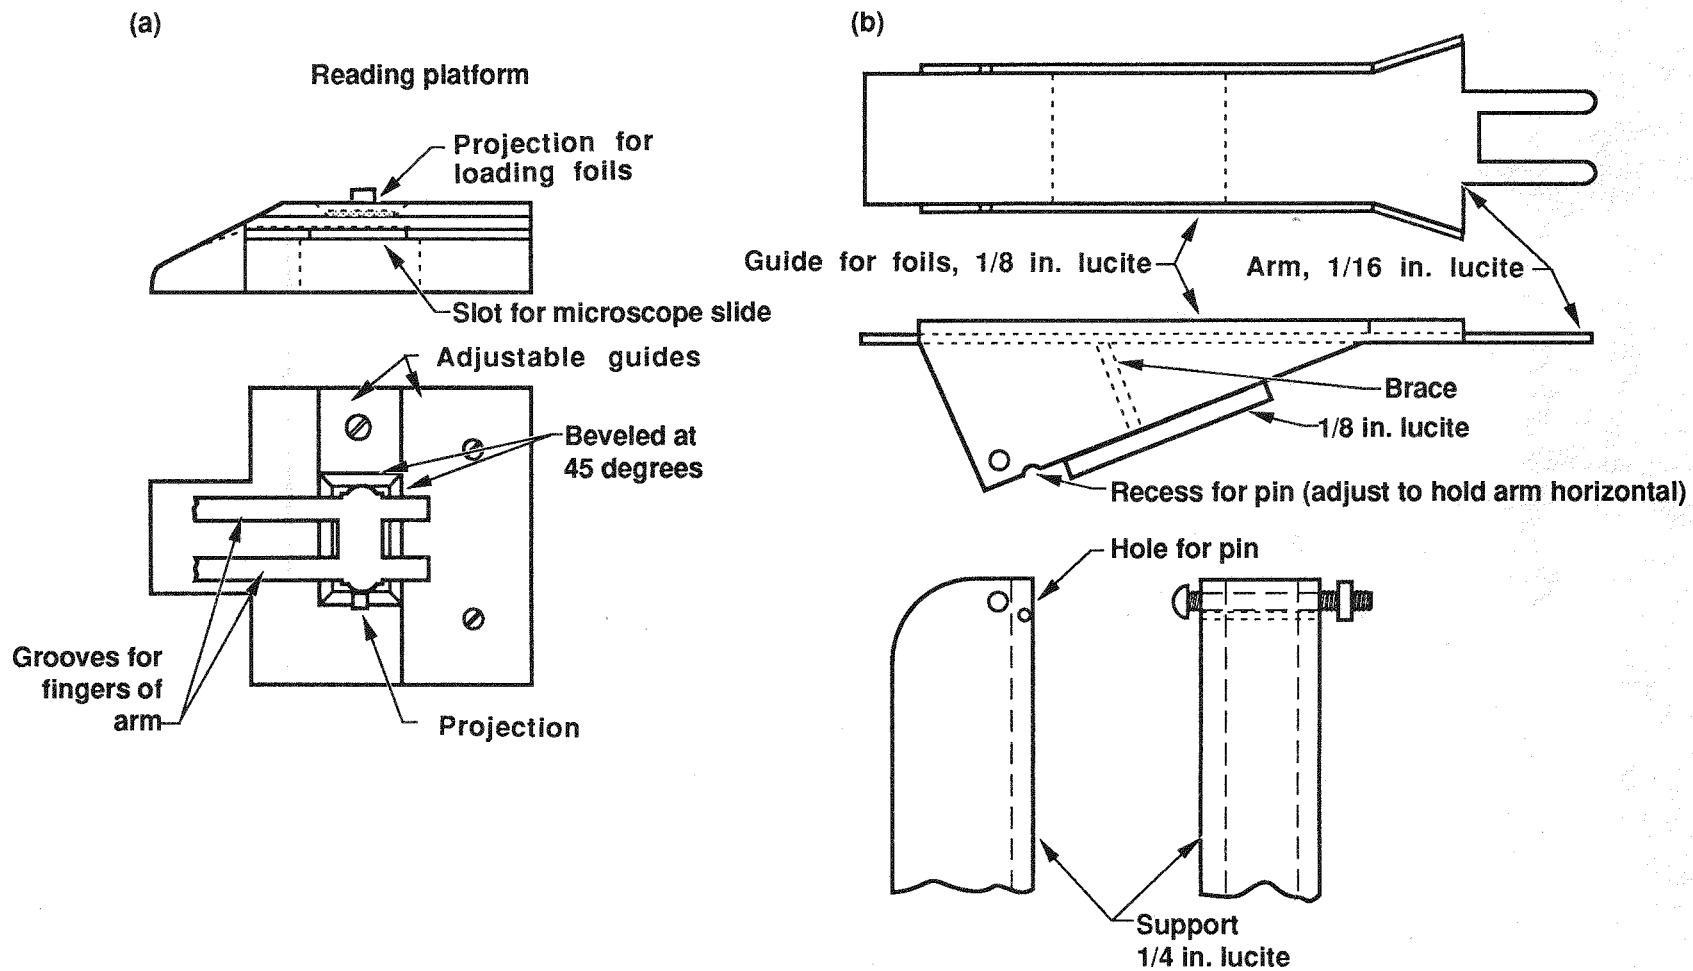 (a)
Reading platform
Projection for
loading foils
Slot for microscope slide
Adjustable guides
Beveled at
45 degrees
Grooves for
fingers of
arm
Projection
(b)
Guide for foils, 1/8 in. lucite
Arm, 1/16 in. lucite
Brace
1/8 in. lucite
Recess for pin (adjust to hold arm horizontal)
Hole for pin
Support
1/4 in. lucite